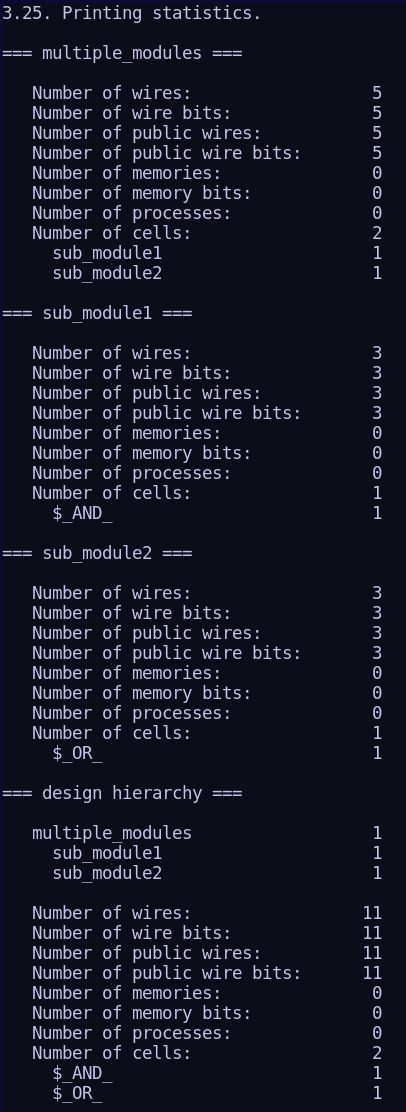 3.25. Printing statistics.
=== multiple_modules ===
Number of wires: 5
Number of wire bits: 5
Number of public wires: 5
Number of public wire bits: 5
Number of memories: 0
Number of memory bits: 0
Number of processes: 0
Number of cells: 2
sub_module1 1
sub_module2 1
=== sub_module1 ===
Number of wires: 3
Number of wire bits: 3
Number of public wires: 3
Number of public wire bits: 3
Number of memories: 0
Number of memory bits: 0
Number of processes: 0
Number of cells: 1
$_AND_ 1
=== sub_module2 ===
Number of wires: 3
Number of wire bits: 3
Number of public wires: 3
Number of public wire bits: 3
Number of memories: 0
Number of memory bits: 0
Number of processes: 0
Number of cells: 1
$_OR_ 1
=== design hierarchy ===
multiple_modules 1
sub_module1 1
sub_module2 1
Number of wires: 11
Number of wire bits: 11
Number of public wires: 11
Number of public wire bits: 11
Number of memories: 0
Number of memory bits: 0
Number of processes: 0
Number of cells: 2
$_AND_ 1
$_OR_ 1